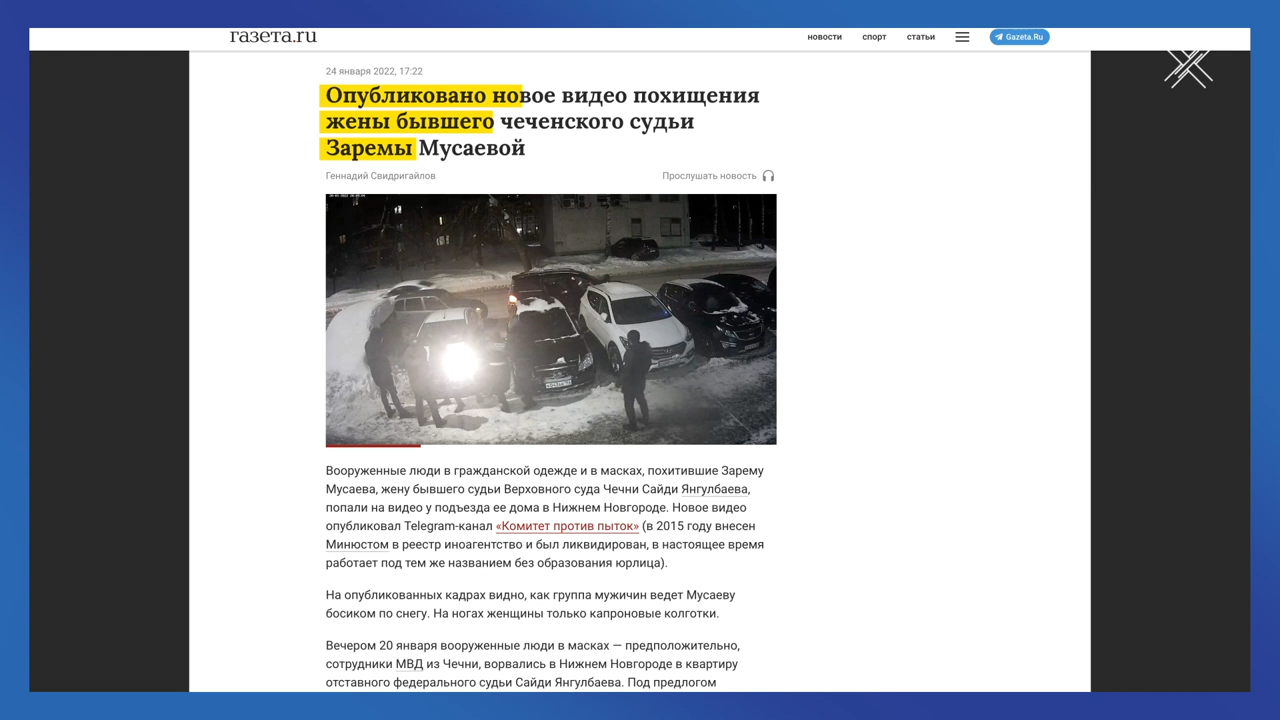 газета.ru
новости
спорт
статьи
Gazeta.Ru
24 января 2022, 17:22
Опубликовано новое видео похищения
жены бывшего чеченского судьи
Заремы Мусаевой
Геннадий Свидригайлов
Прослушать новость
Вооруженные люди в гражданской одежде и в масках, похитившие Зарему
Мусаева, жену бывшего судьи Верховного суда Чечни Сайди Янгулбаева,
попали на видео у подъезда ее дома в Нижнем Новгороде. Новое видео
опубликовал Telegram-канал «Комитет против пыток» (в 2015 году внесен
Минюстом в реестр иноагентство и был ликвидирован, в настоящее время
работает под тем же названием без образования юрлица).
На опубликованных кадрах видно, как группа мужчин ведет Мусаеву
босиком по снегу. На ногах женщины только капроновые колготки.
Вечером 20 января вооруженные люди в масках — предположительно,
сотрудники МВД из Чечни, ворвались в Нижнем Новгороде в квартиру
отставного федерального судьи Сайди Янгулбаева. Под предлогом